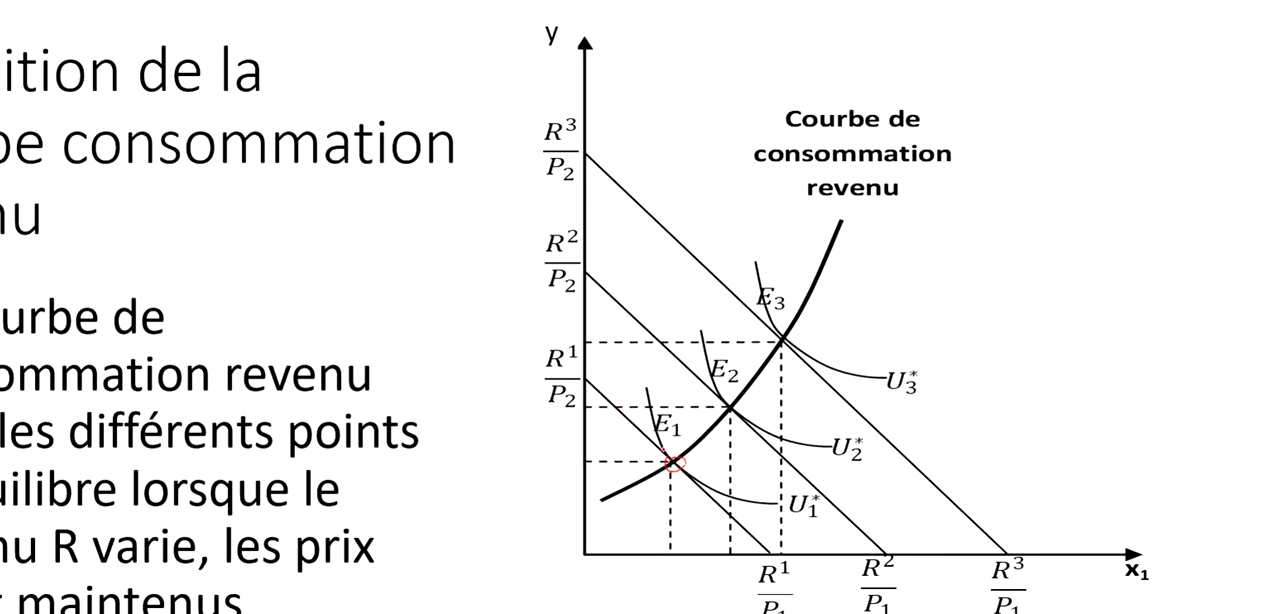 ition de la
be consommation
nu
urbe de
ommation revenu
les différents points
uilibre lorsque le
nu R varie, les prix
t maintenus
y
Courbe de
consommation
revenu
R³/P₂
R²/P₂
R¹/P₂
E₃
E₂
E₁
U₃*
U₂*
U₁*
x₁
R¹/P₁
R²/P₁
R³/P₁